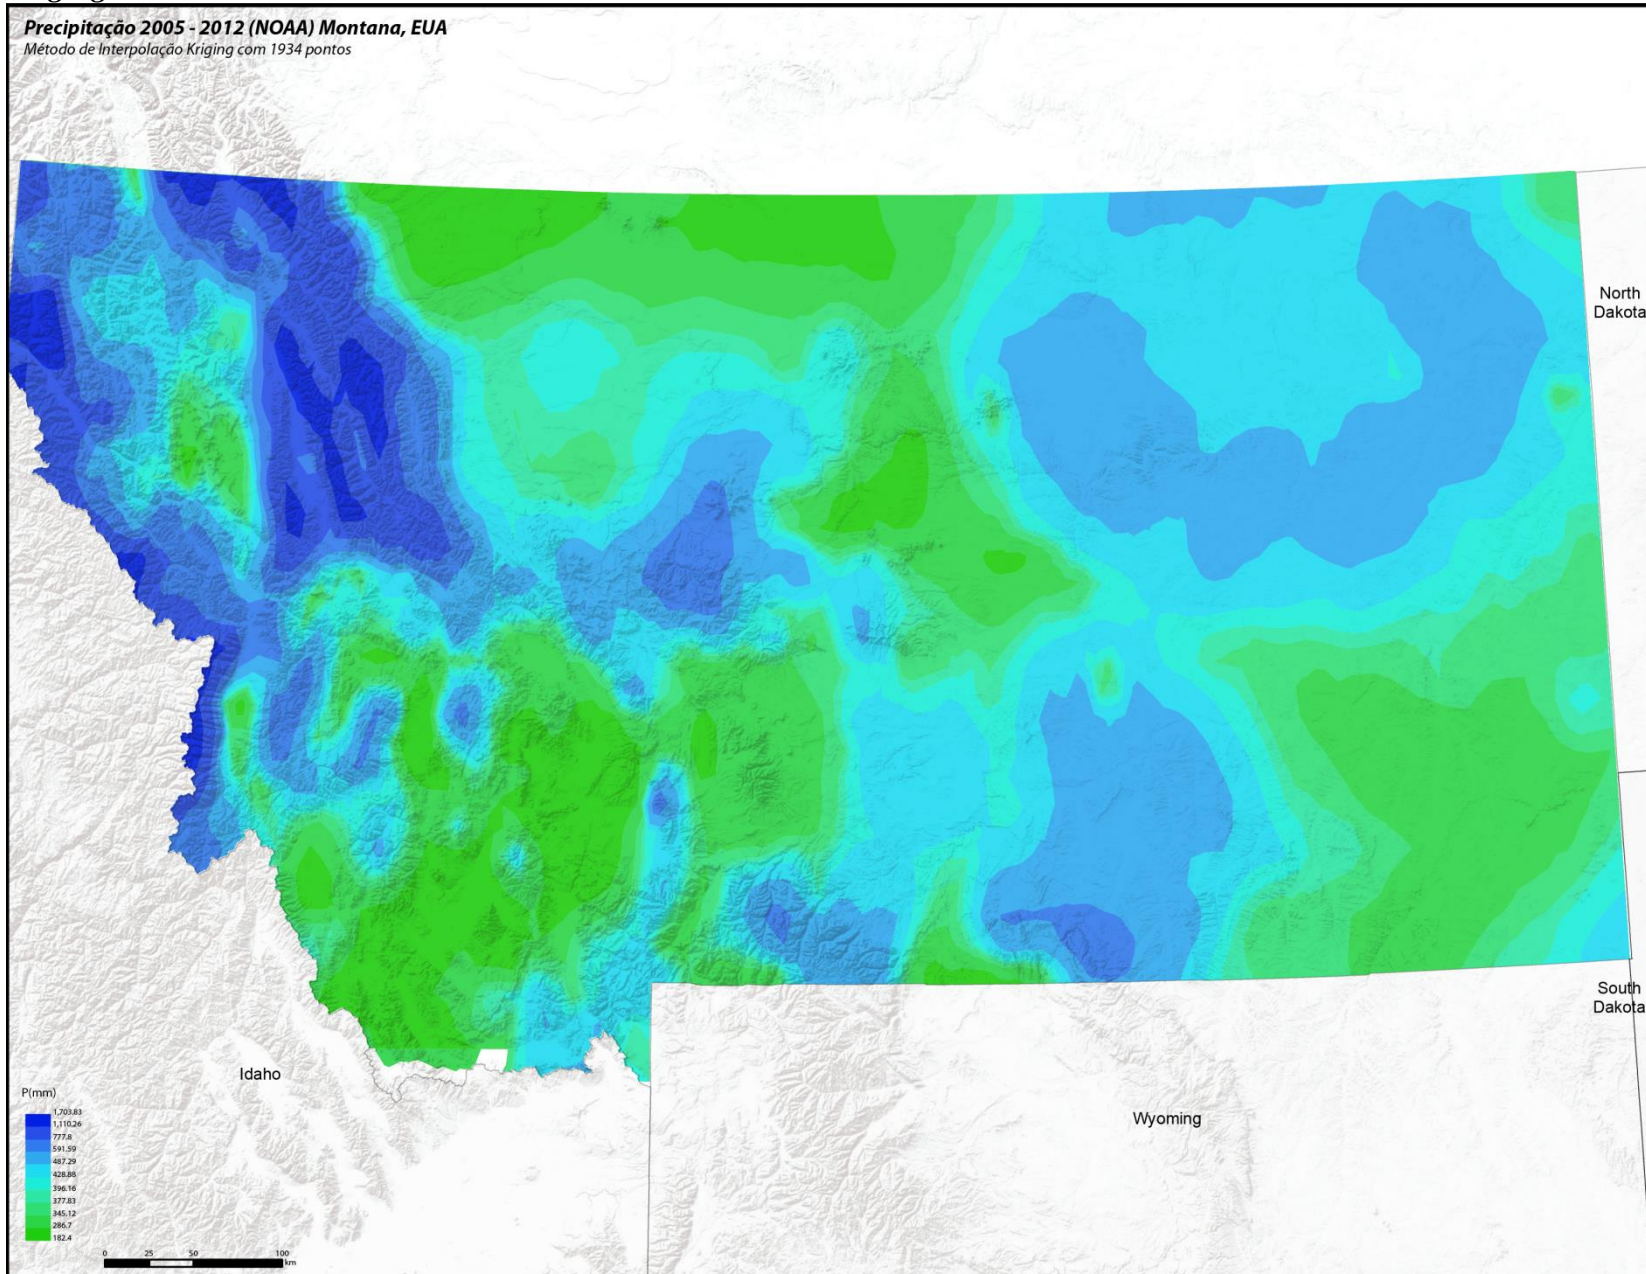 Precipitação 2005 - 2012 (NOAA) Montana, EUA
Método de Interpolação Kriging com 1934 pontos
North
Dakota
South
Dakota
Idaho
Wyoming
P(mm)
1,703.83
1,110.26
777.8
591.59
487.29
428.88
396.16
377.83
345.12
286.7
182.4
0 25 50 100
km